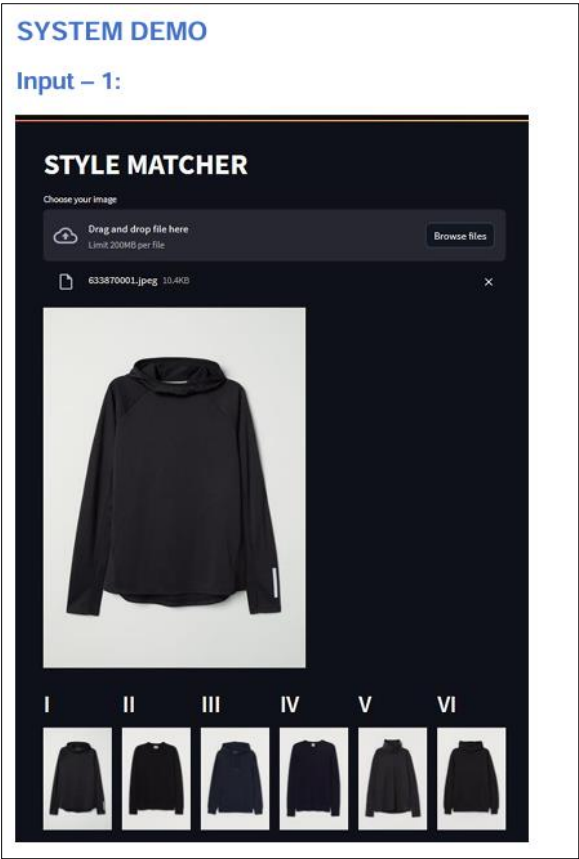 SYSTEM DEMO
Input – 1:
STYLE MATCHER
Choose your image
Drag and drop file here
Limit 200MB per file
Browse files
633870001.jpeg 10.4KB
I II III IV V VI